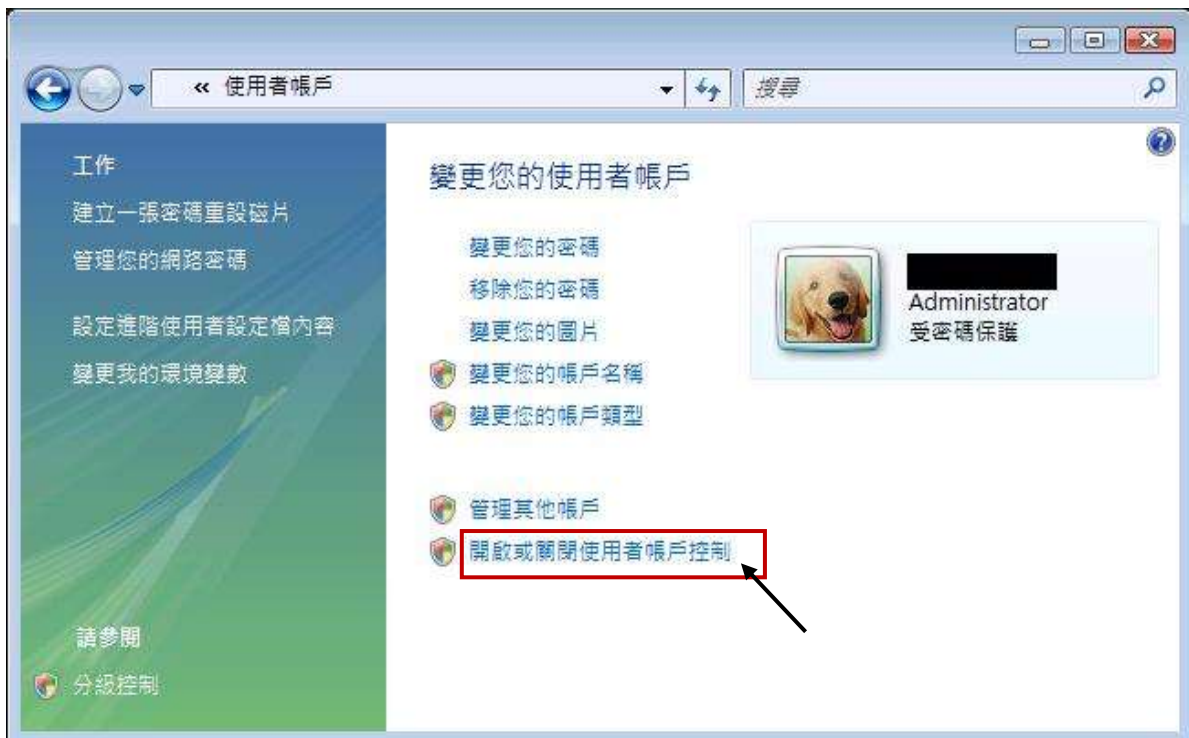 « 使用者帳戶
搜尋
工作
建立一張密碼重設磁片
管理您的網路密碼
設定進階使用者設定檔內容
變更我的環境變數
請參閱
分級控制
變更您的使用者帳戶
變更您的密碼
移除您的密碼
變更您的圖片
變更您的帳戶名稱
變更您的帳戶類型
管理其他帳戶
開啟或關閉使用者帳戶控制
Administrator
受密碼保護